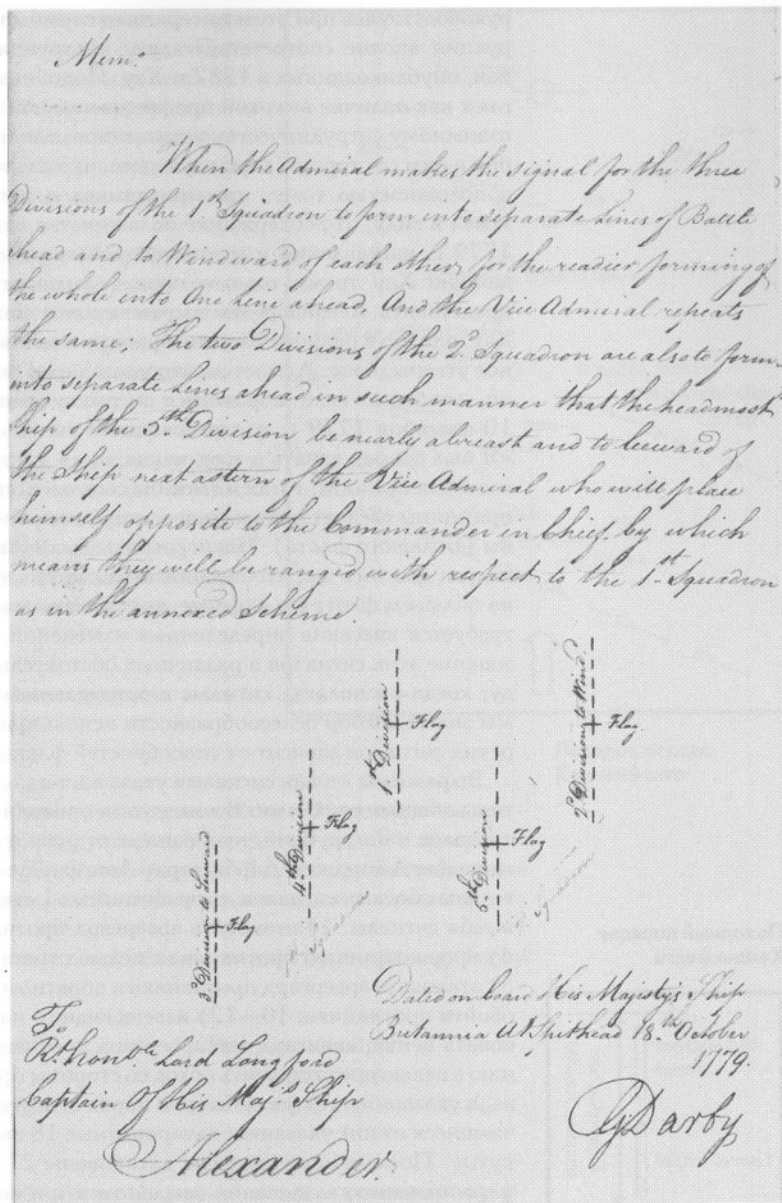 Memo.
When the Admiral makes the signal for the three
Divisions of the 1st Squadron to form into separate Lines of Battle
ahead and to Windward of each other, for the readier forming of
the whole into One Line ahead, And the Vice Admiral repeats
the same; The two Divisions of the 2d Squadron are also to form
into separate Lines ahead in such manner that the headmost
Ship of the 5th Division be nearly abreast and to leeward of
the Ship next astern of the Vice Admiral who will place
himself opposite to the Commander in Chief, by which
means they will be ranged with respect to the 1st Squadron
as in the annexed Scheme.
1st Division
Flag
2d Division to Wind.
Flag
4th Division
Flag
5th Division
Flag
3d Division to Leeward
Flag
Dated on board His Majestys Ship
Britannia At Spithead 18th October
1779.
To
Rt. Honble. Lord Longford
Captain Of His Maj's Ship
Alexander.
GDarby